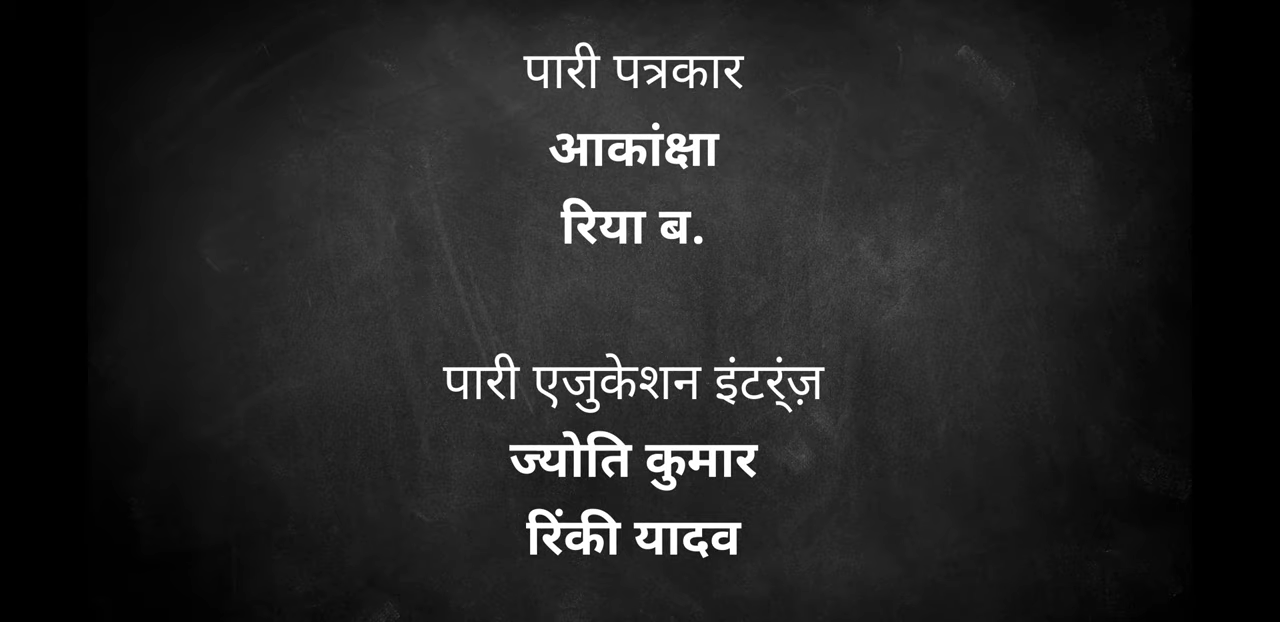 पारी पत्रकार
आकांक्षा
रिया ब.
पारी एजुकेशन इंटर्ंज़
ज्योति कुमार
रिंकी यादव